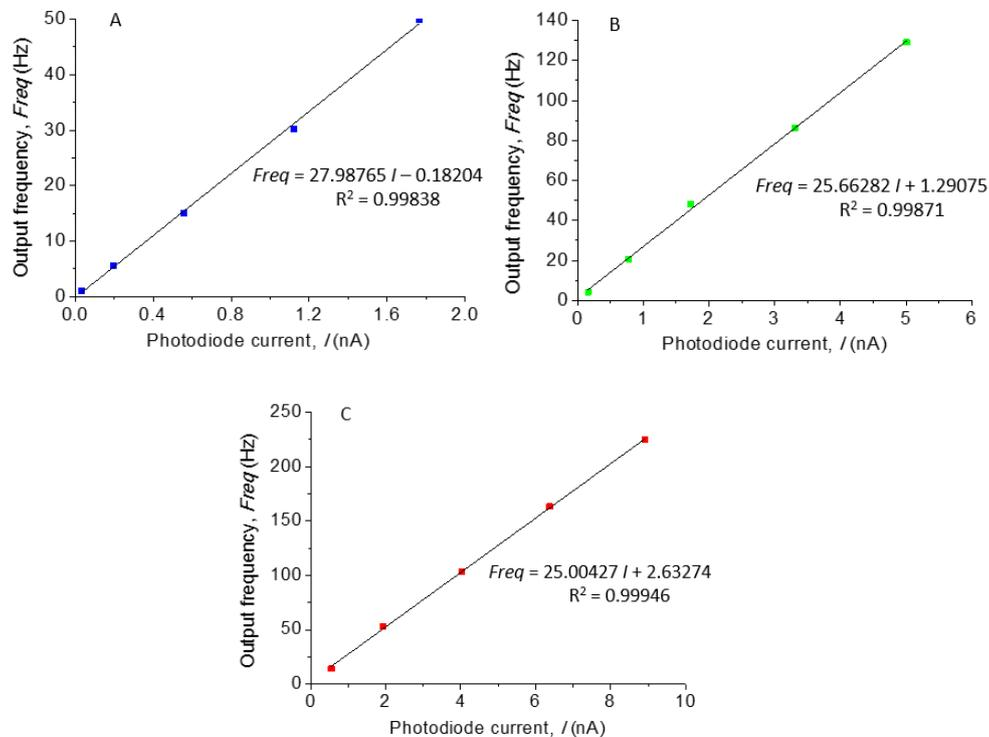 A
Output frequency, Freq (Hz)
50
40
30
20
10
0
Freq = 27.98765 I – 0.18204
R² = 0.99838
0.0 0.4 0.8 1.2 1.6 2.0
Photodiode current, I (nA)
B
Output frequency, Freq (Hz)
140
120
100
80
60
40
20
0
Freq = 25.66282 I + 1.29075
R² = 0.99871
0 1 2 3 4 5 6
Photodiode current, I (nA)
C
Output frequency, Freq (Hz)
250
200
150
100
50
0
Freq = 25.00427 I + 2.63274
R² = 0.99946
0 2 4 6 8 10
Photodiode current, I (nA)